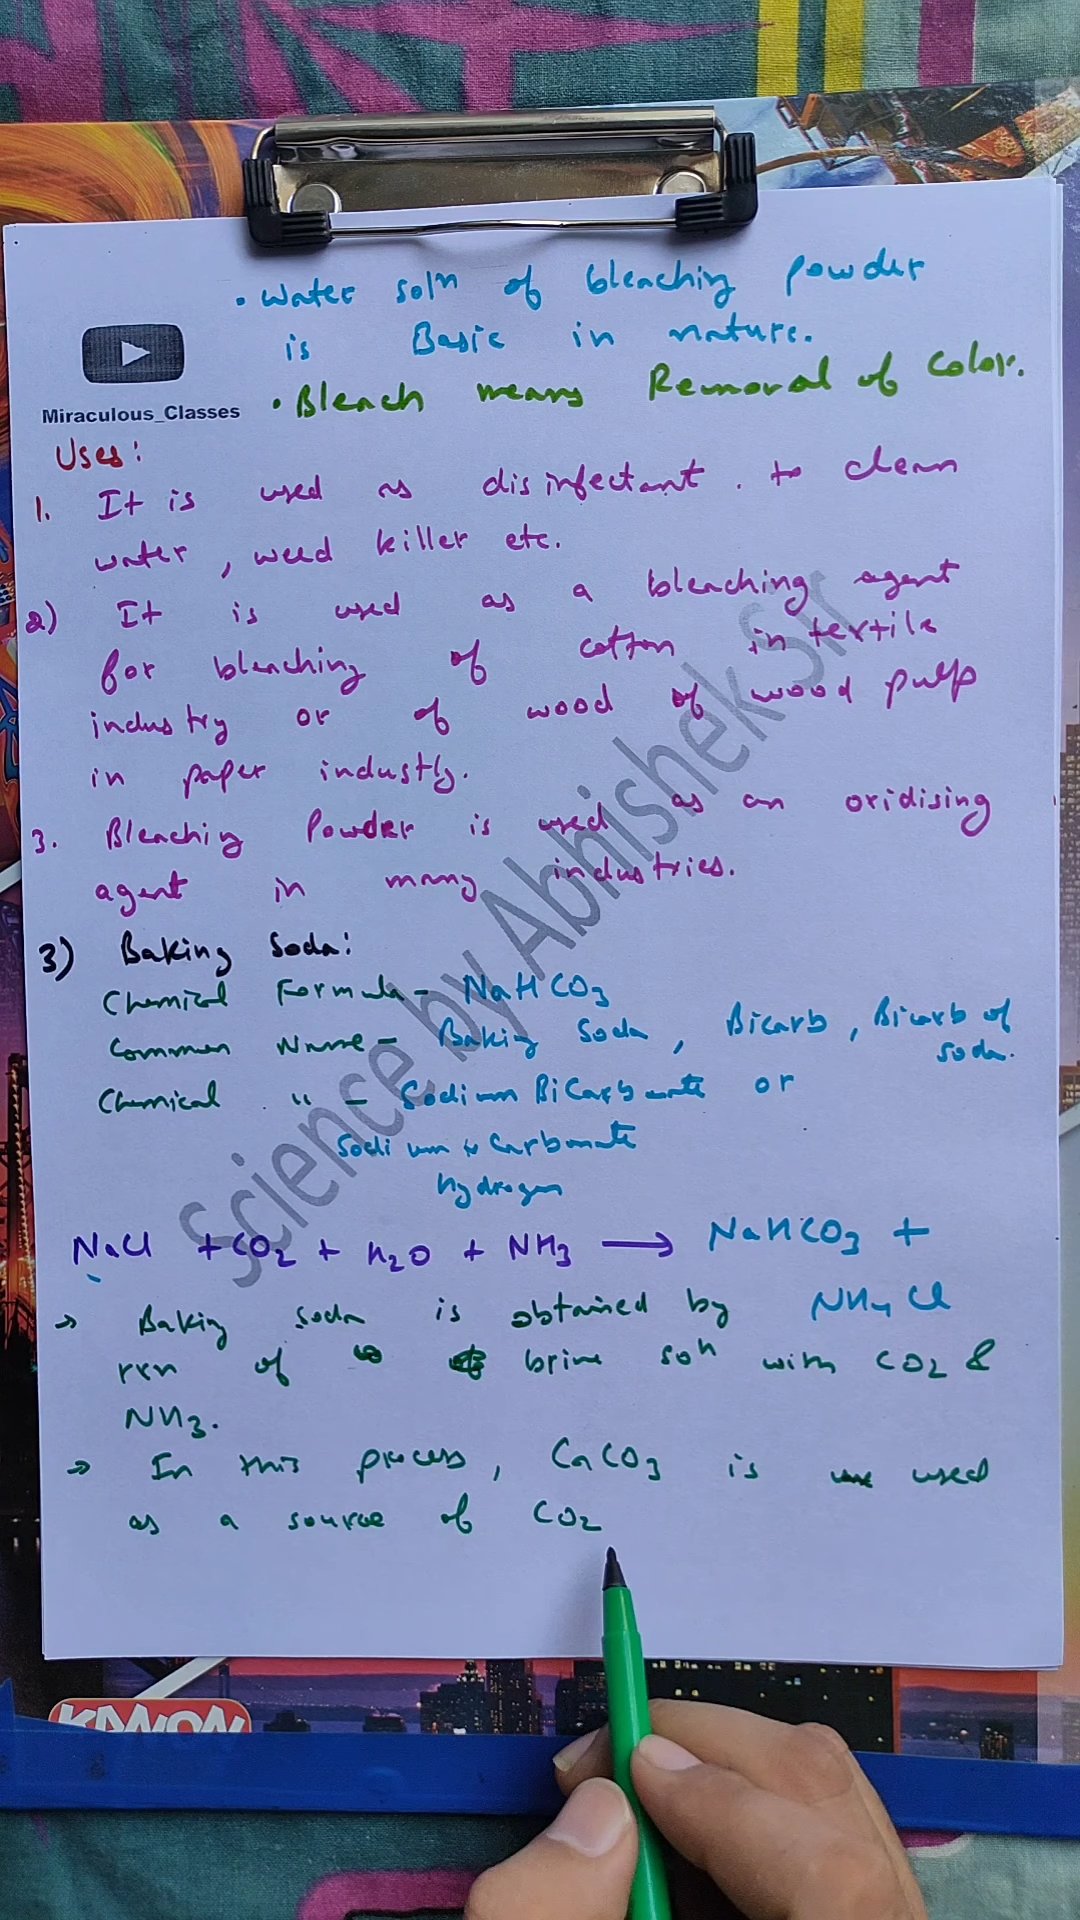 • Water solⁿ of bleaching powder
is Basic in nature.
Miraculous_Classes
• Bleach means Removal of Color.
Uses:
1. It is used as disinfectant. to clean
water, weed killer etc.
2) It is used as a bleaching agent
for bleaching of cotton in textile
industry or of wood of wood pulp
in paper industry.
3. Bleaching Powder is used as an oxidising
agent in many industries.
Science by Abhishek Sir
3) Baking Soda:
Chemical Formula - NaHCO3
Common Name - Baking Soda, Bicarb, Bicarb of
soda.
Chemical " - Sodium BiCarbonate or
Sodium Carbonate
Hydrogen
NaCl + CO2 + H2O + NH3 → NaHCO3 +
NH4Cl
→ Baking Soda is obtained by
rxn of brine solⁿ with CO2 &
NH3.
→ In this process, CaCO3 is used
as a source of CO2